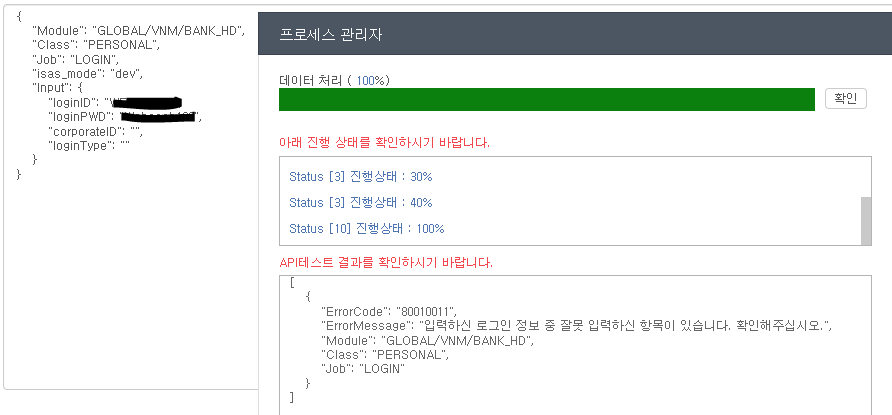 {
"Module": "GLOBAL/VNM/BANK_HD",
"Class": "PERSONAL",
"Job": "LOGIN",
"isas_mode": "dev",
"Input": {
"loginID": "
"loginPWD": "
"corporateID": "",
"loginType": ""
}
}
프로세스 관리자
데이터 처리 ( 100%)
확인
아래 진행 상태를 확인하시기 바랍니다.
Status [3] 진행상태 : 30%
Status [3] 진행상태 : 40%
Status [10] 진행상태 : 100%
API테스트 결과를 확인하시기 바랍니다.
[
{
"ErrorCode": "80010011",
"ErrorMessage": "입력하신 로그인 정보 중 잘못 입력하신 항목이 있습니다. 확인해주십시오.",
"Module": "GLOBAL/VNM/BANK_HD",
"Class": "PERSONAL",
"Job": "LOGIN"
}
]